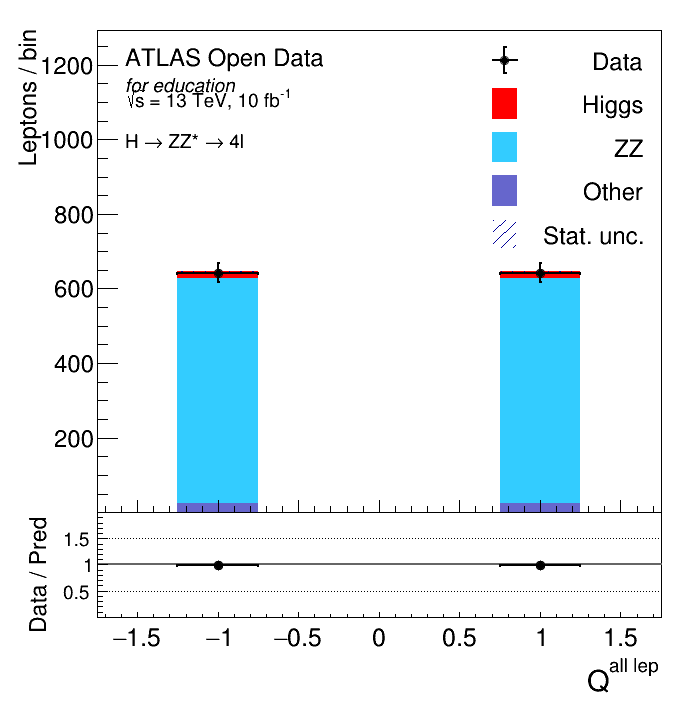 ATLAS Open Data
for education
√s = 13 TeV, 10 fb-1
H → ZZ* → 4l
Data
Higgs
ZZ
Other
Stat. unc.
Leptons / bin
1200
1000
800
600
400
200
Data / Pred
1.5
1
0.5
−1.5 −1 −0.5 0 0.5 1 1.5
Q all lep